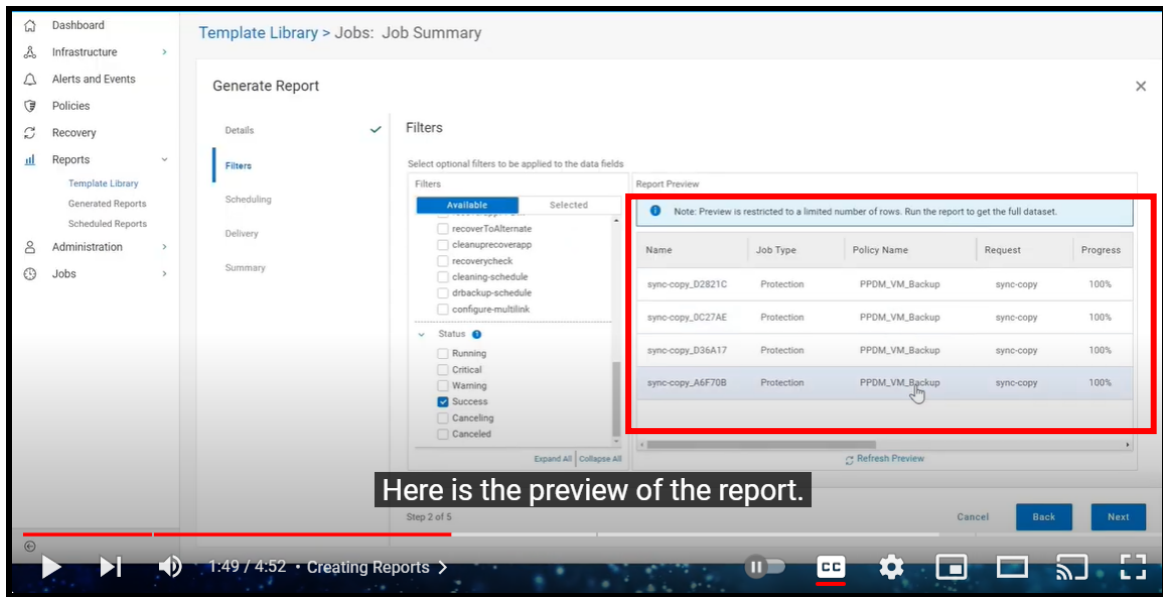 Dashboard
Infrastructure
Alerts and Events
Policies
Recovery
Reports
Template Library
Generated Reports
Scheduled Reports
Administration
Jobs
Template Library > Jobs: Job Summary
Generate Report
Details
Filters
Scheduling
Delivery
Summary
Filters
Select optional filters to be applied to the data fields
Filters
Available Selected
recoverToAlternate
cleanuprecoverapp
recoverycheck
cleaning-schedule
drbackup-schedule
configure-multilink
Status
Running
Critical
Warning
Success
Canceling
Canceled
Expand All Collapse All
Report Preview
Note: Preview is restricted to a limited number of rows. Run the report to get the full dataset.
Name Job Type Policy Name Request Progress
sync-copy_D2821C Protection PPDM_VM_Backup sync-copy 100%
sync-copy_0C27AE Protection PPDM_VM_Backup sync-copy 100%
sync-copy_D36A17 Protection PPDM_VM_Backup sync-copy 100%
sync-copy_A6F70B Protection PPDM_VM_Backup sync-copy 100%
Refresh Preview
Here is the preview of the report.
Step 2 of 5
Cancel Back Next
1:49 / 4:52 • Creating Reports
CC